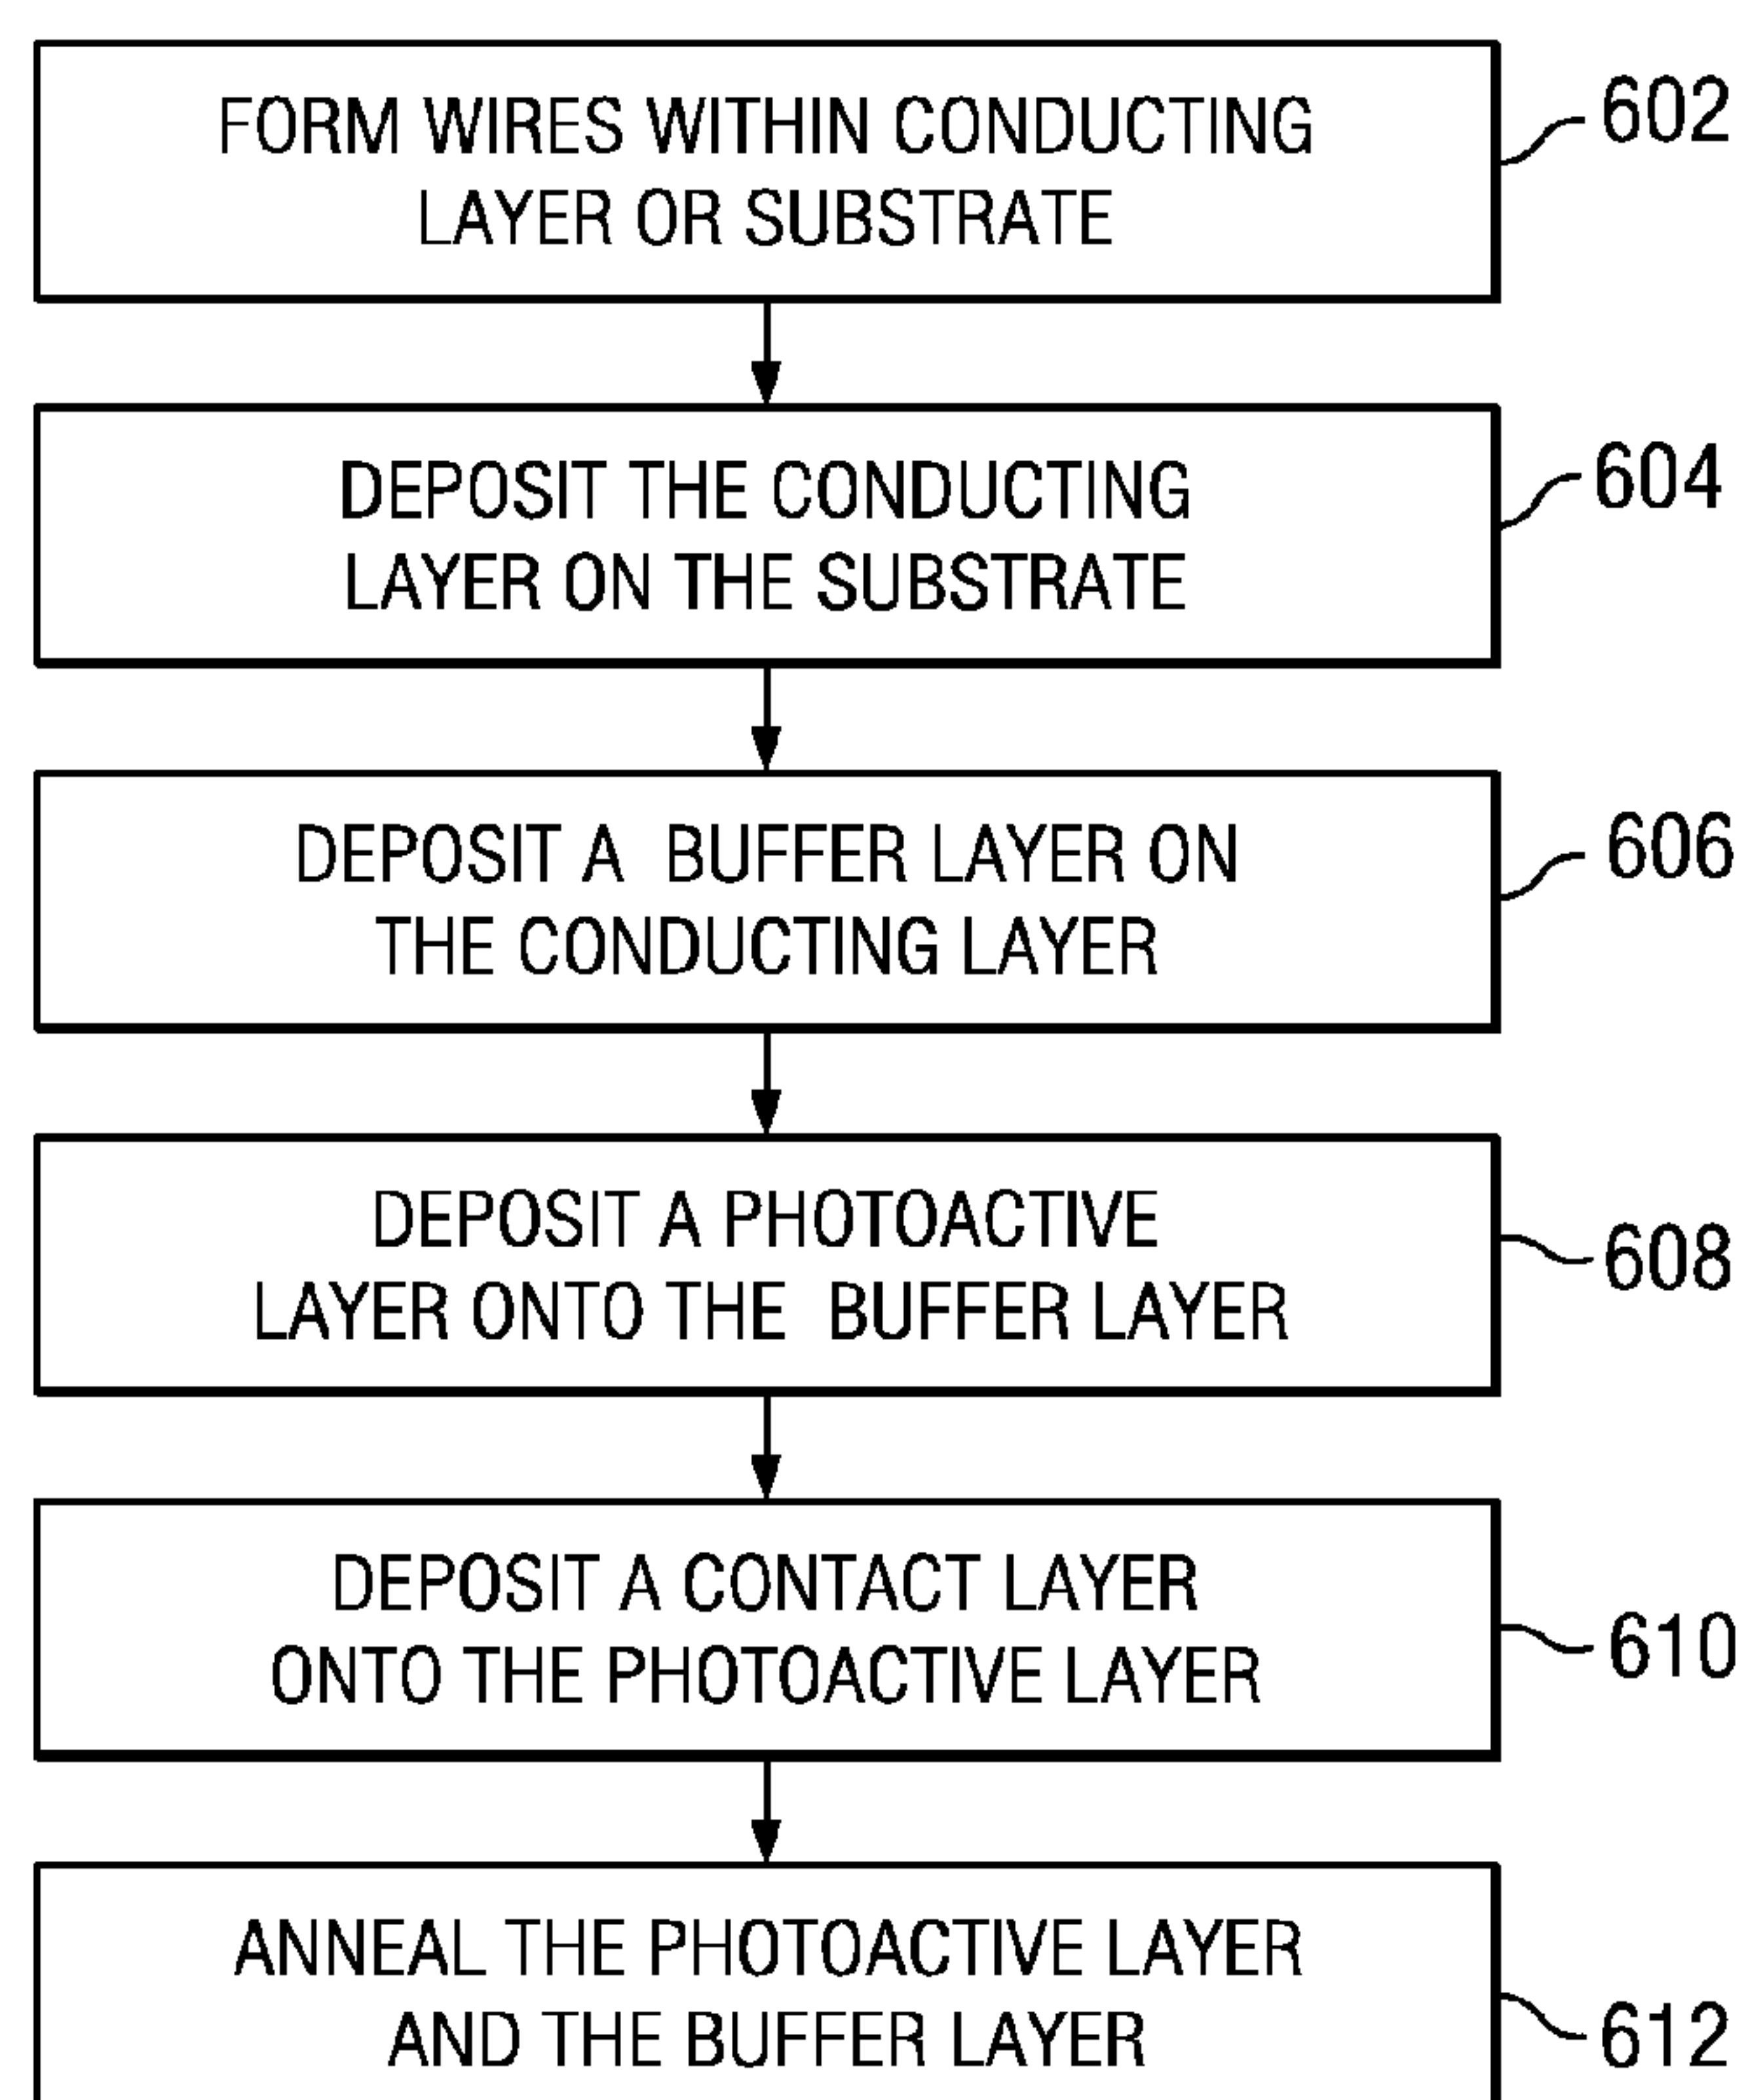 FORM WIRES WITHIN CONDUCTING
LAYER OR SUBSTRATE
602
DEPOSIT THE CONDUCTING
LAYER ON THE SUBSTRATE
604
DEPOSIT A BUFFER LAYER ON
THE CONDUCTING LAYER
606
DEPOSIT A PHOTOACTIVE
LAYER ONTO THE BUFFER LAYER
608
DEPOSIT A CONTACT LAYER
ONTO THE PHOTOACTIVE LAYER
610
ANNEAL THE PHOTOACTIVE LAYER
AND THE BUFFER LAYER
612